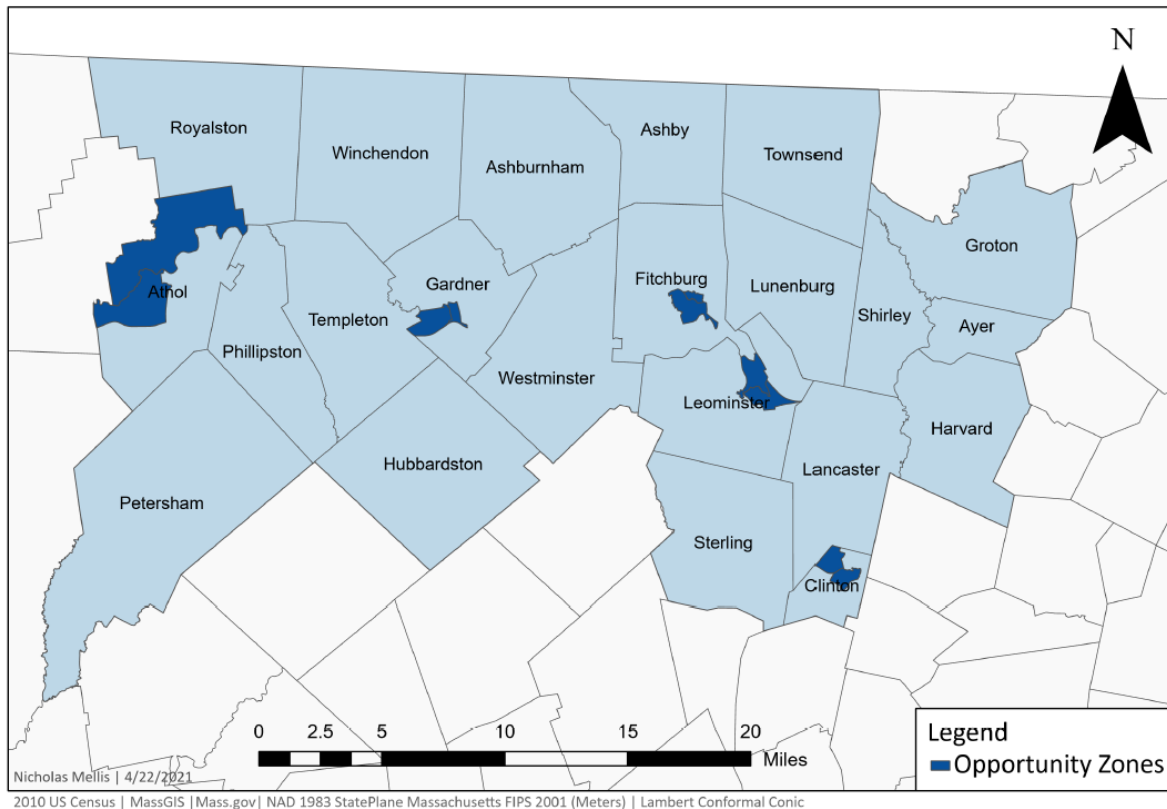 N
Royalston
Winchendon
Ashburnham
Ashby
Townsend
Groton
Athol
Gardner
Fitchburg
Lunenburg
Templeton
Shirley
Ayer
Phillipston
Westminster
Leominster
Harvard
Hubbardston
Lancaster
Petersham
Sterling
Clinton
0 2.5 5 10 15 20
Miles
Legend
Opportunity Zones
Nicholas Mellis | 4/22/2021
2010 US Census | MassGIS |Mass.gov| NAD 1983 StatePlane Massachusetts FIPS 2001 (Meters) | Lambert Conformal Conic